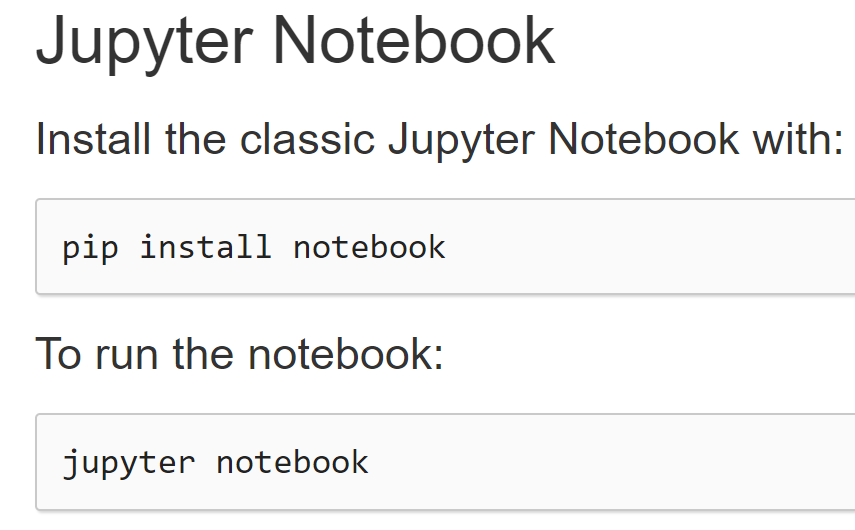 Jupyter Notebook
Install the classic Jupyter Notebook with:
pip install notebook
To run the notebook:
jupyter notebook